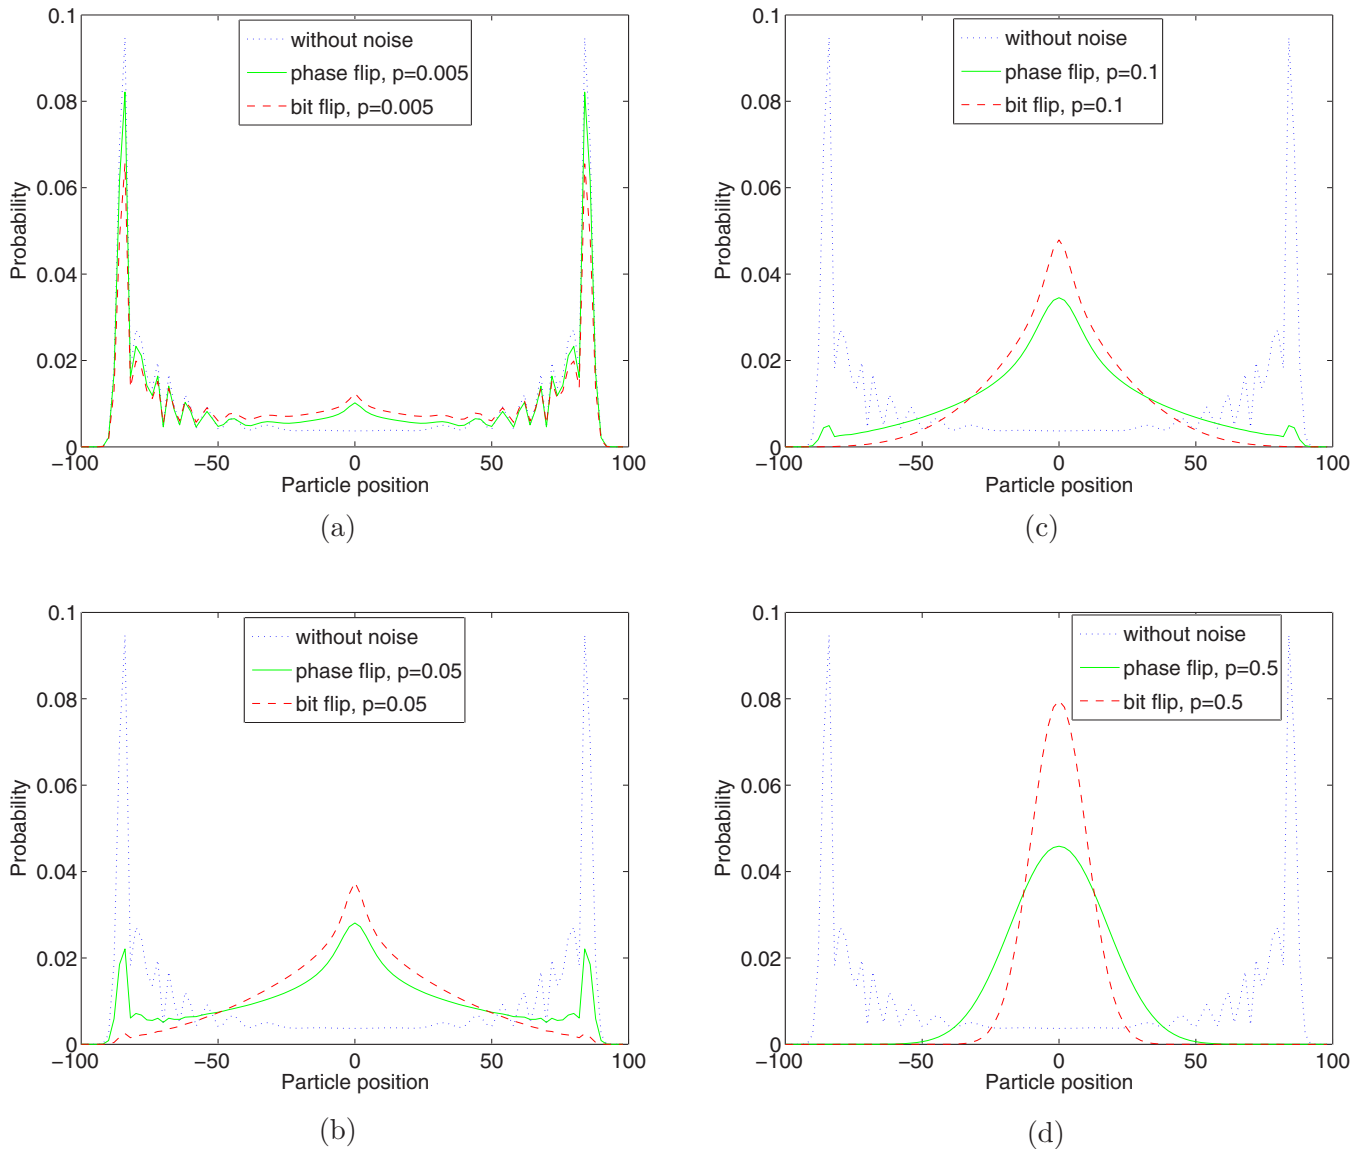 0.1
0.08
0.06
0.04
0.02
0
−100
−50
0
50
100
Probability
Particle position
without noise
phase flip, p=0.005
bit flip, p=0.005
(a)
0.1
0.08
0.06
0.04
0.02
0
−100
−50
0
50
100
Probability
Particle position
without noise
phase flip, p=0.1
bit flip, p=0.1
(c)
0.1
0.08
0.06
0.04
0.02
0
−100
−50
0
50
100
Probability
Particle position
without noise
phase flip, p=0.05
bit flip, p=0.05
(b)
0.1
0.08
0.06
0.04
0.02
0
−100
−50
0
50
100
Probability
Particle position
without noise
phase flip, p=0.5
bit flip, p=0.5
(d)